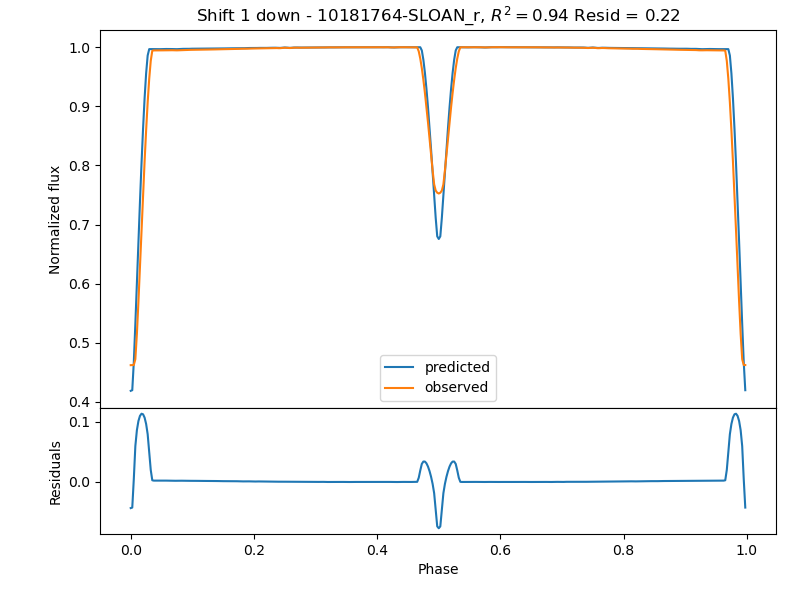 Shift 1 down - 10181764-SLOAN_r, R² = 0.94 Resid = 0.22
1.0
0.9
0.8
0.7
0.6
0.5
0.4
Normalized flux
predicted
observed
0.1
0.0
Residuals
0.0 0.2 0.4 0.6 0.8 1.0
Phase